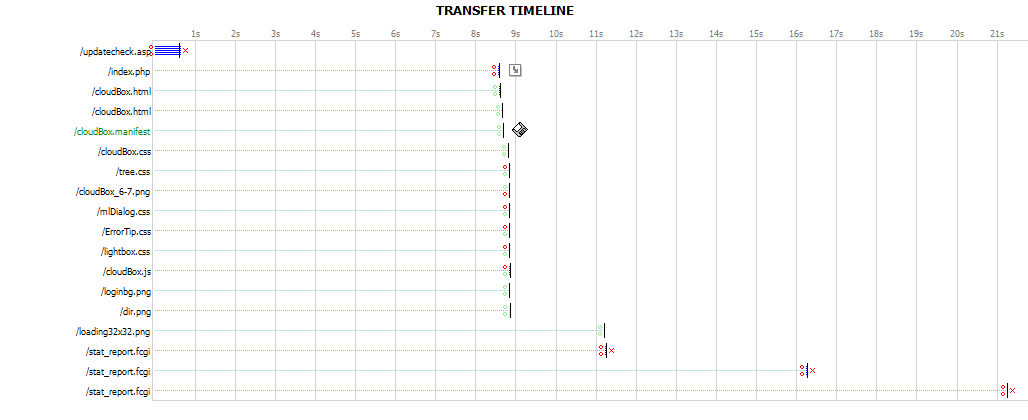 TRANSFER TIMELINE
1s 2s 3s 4s 5s 6s 7s 8s 9s 10s 11s 12s 13s 14s 15s 16s 17s 18s 19s 20s 21s
/updatecheck.asp
/index.php
/cloudBox.html
/cloudBox.html
/cloudBox.manifest
/cloudBox.css
/tree.css
/cloudBox_6-7.png
/mlDialog.css
/ErrorTip.css
/lightbox.css
/cloudBox.js
/loginbg.png
/dir.png
/loading32x32.png
/stat_report.fcgi
/stat_report.fcgi
/stat_report.fcgi